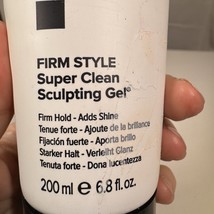 FIRM STYLE
Super Clean
Sculpting Gel®
Firm Hold - Adds Shine
Tenue forte - Ajoute de la brillance
Fijación fuerte - Aporta brillo
Starker Halt - Verleiht Glanz
Tenuta forte - Dona lucentezza
200 ml e 6.8 fl.oz.